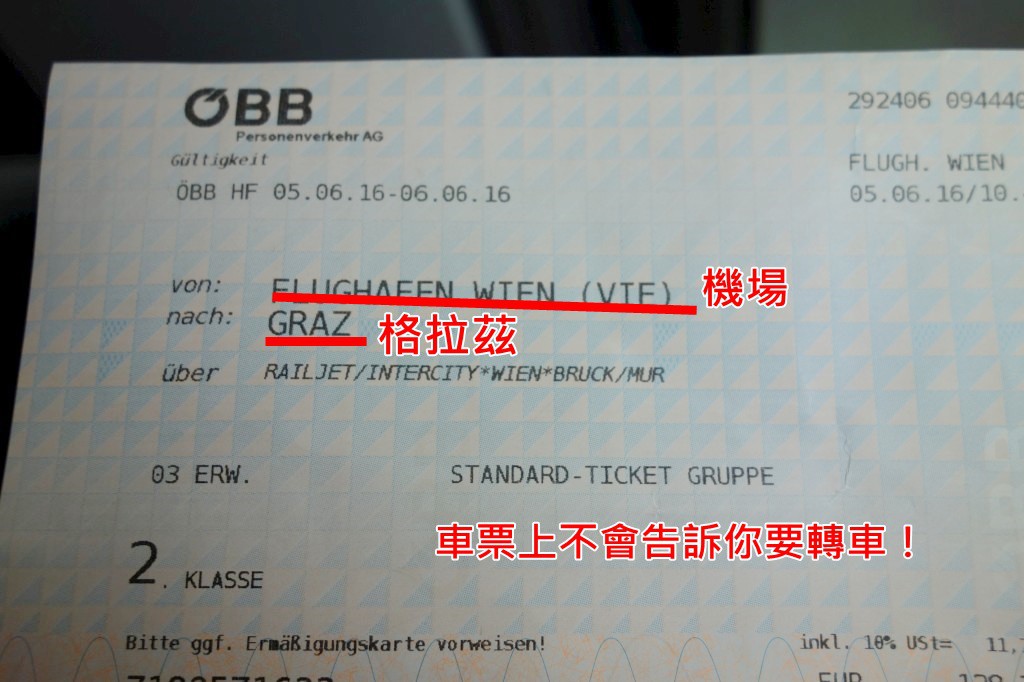 ÖBB
Personenverkehr AG
292406 094440
Gültigkeit
FLUGH. WIEN
ÖBB HF 05.06.16-06.06.16
05.06.16/10.
von: FLUGHAFEN WIEN (VIE) 機場
nach: GRAZ 格拉茲
über RAILJET/INTERCITY*WIEN*BRUCK/MUR
03 ERW. STANDARD-TICKET GRUPPE
車票上不會告訴你要轉車！
2. KLASSE
Bitte ggf. Ermäßigungskarte vorweisen!
inkl. 10% USt= 11,